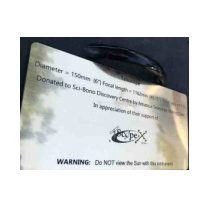 Diameter = 150mm (6") Focal length =
Donated to Sci-Bono Discovery Centre by
In appreciation of their support of
ScopeX
WARNING: Do NOT view the Sun with this instrument